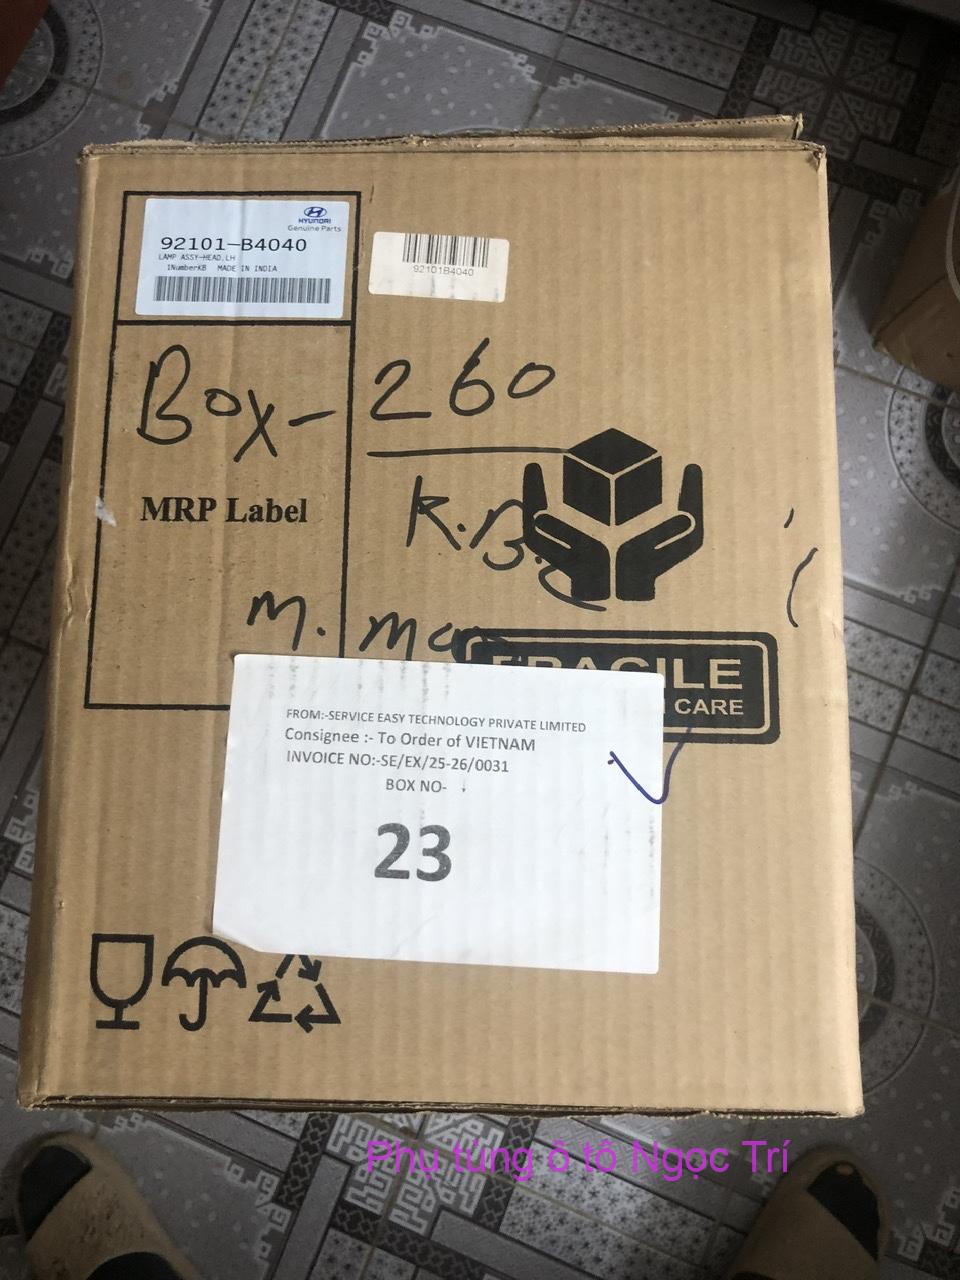 HYUNDAI
Genuine Parts
92101-B4040
LAMP ASSY-HEAD,LH
1NumberKB MADE IN INDIA
92101B4040
Box - 260
MRP Label
K.B.
M.
FRAGILE
CARE
FROM:-SERVICE EASY TECHNOLOGY PRIVATE LIMITED
Consignee :- To Order of VIETNAM
INVOICE NO:-SE/EX/25-26/0031
BOX NO-
23
Phụ tùng ô tô Ngọc Trí